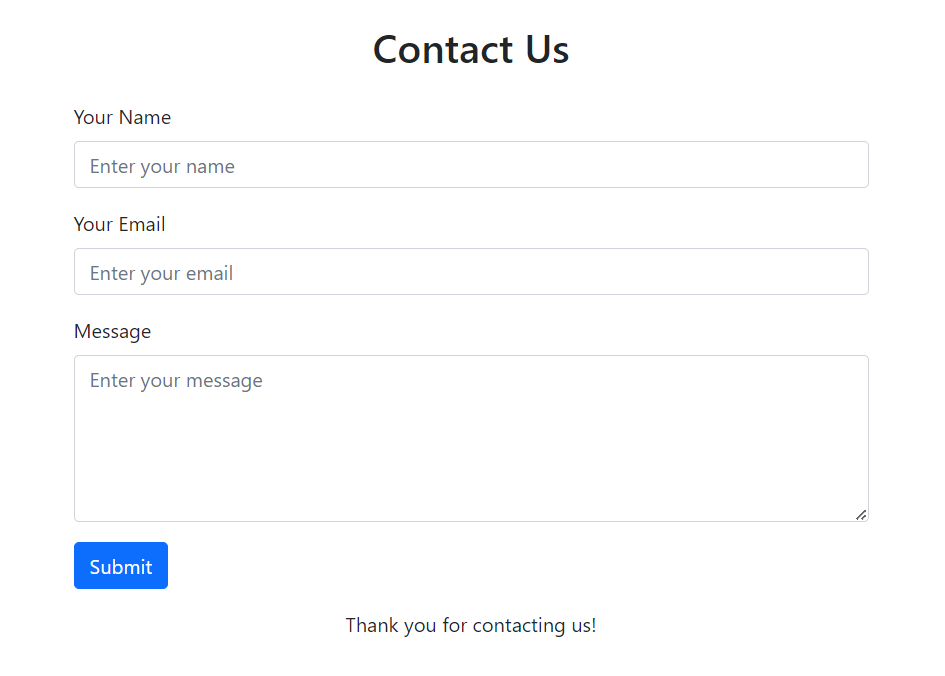 Contact Us
Your Name
Enter your name
Your Email
Enter your email
Message
Enter your message
Submit
Thank you for contacting us!